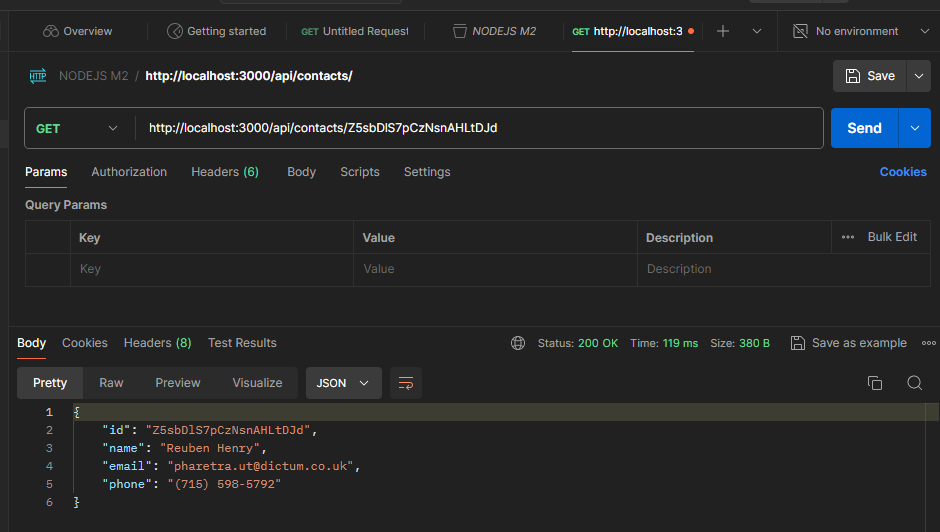 Overview
Getting started
GET Untitled Request
NODEJS M2
GET http://localhost:3
No environment
HTTP NODEJS M2 / http://localhost:3000/api/contacts/
Save
GET
http://localhost:3000/api/contacts/Z5sbDlS7pCzNsnAHLtDJd
Send
Params Authorization Headers (6) Body Scripts Settings
Cookies
Query Params
Key Value Description ••• Bulk Edit
Key Value Description
Body Cookies Headers (8) Test Results
Status: 200 OK Time: 119 ms Size: 380 B
Save as example
Pretty Raw Preview Visualize JSON
1 {
2 "id": "Z5sbDlS7pCzNsnAHLtDJd",
3 "name": "Reuben Henry",
4 "email": "pharetra.ut@dictum.co.uk",
5 "phone": "(715) 598-5792"
6 }